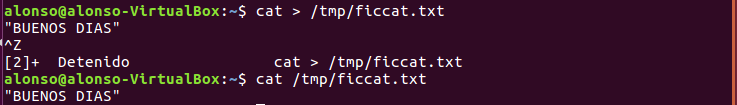 alonso@alonso-VirtualBox:~$ cat > /tmp/ficcat.txt
"BUENOS DIAS"
^Z
[2]+  Detenido                cat > /tmp/ficcat.txt
alonso@alonso-VirtualBox:~$ cat /tmp/ficcat.txt
"BUENOS DIAS"